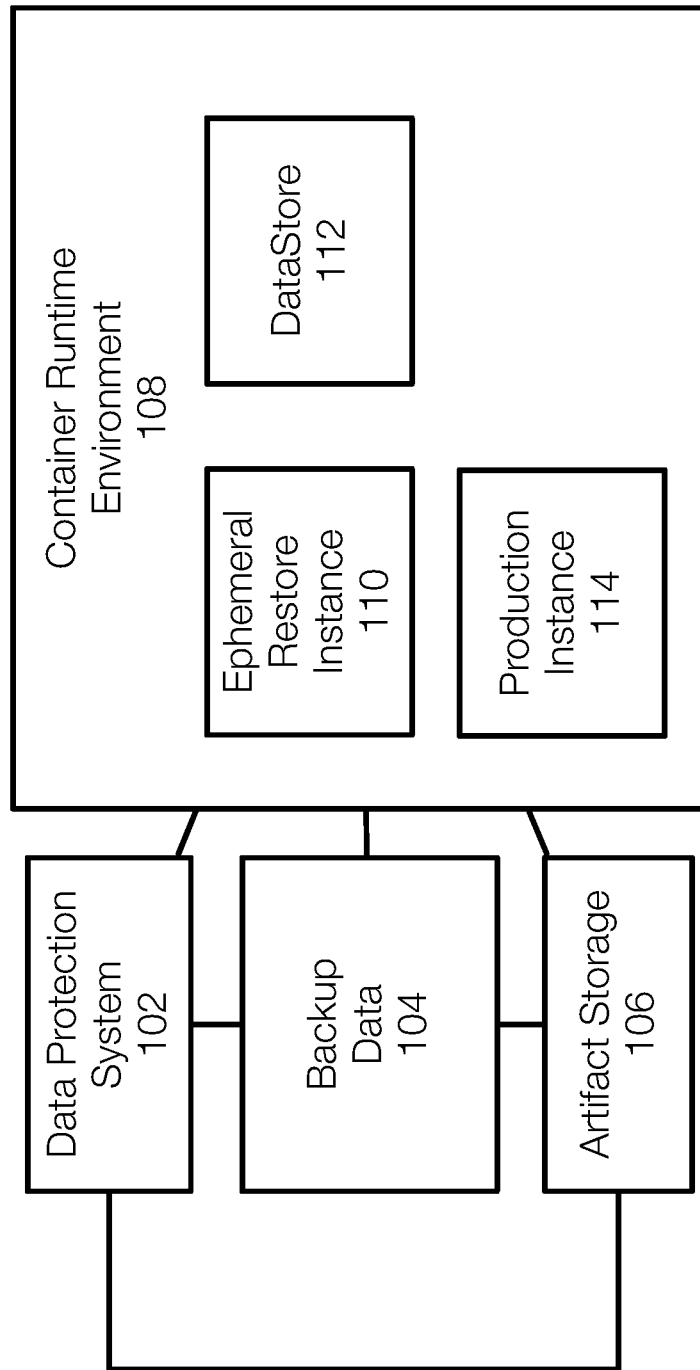 Data Protection
System
102
Backup
Data
104
Artifact Storage
106
Container Runtime
Environment
108
Ephemeral
Restore
Instance
110
DataStore
112
Production
Instance
114